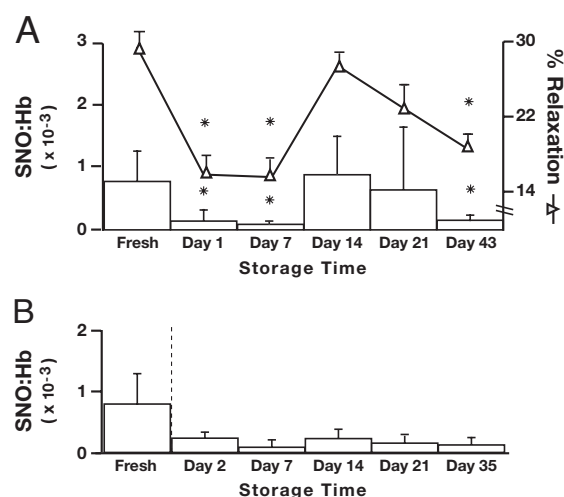 A
SNO:Hb
( x 10-3)
3
2
1
0
30
22
14
% Relaxation
*
*
*
*
*
*
Fresh Day 1 Day 7 Day 14 Day 21 Day 43
Storage Time
B
SNO:Hb
( x 10-3)
2
1
0
Fresh Day 2 Day 7 Day 14 Day 21 Day 35
Storage Time